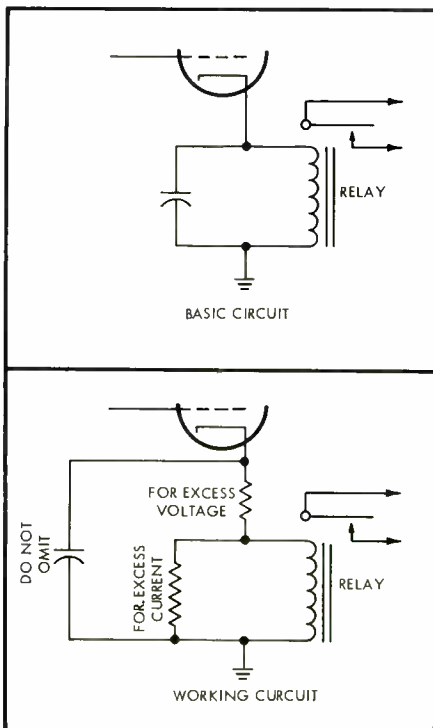 RELAY
BASIC CIRCUIT
FOR EXCESS
VOLTAGE
DO NOT
OMIT
FOR. EXCESS
CURRENT
RELAY
WORKING CURCUIT